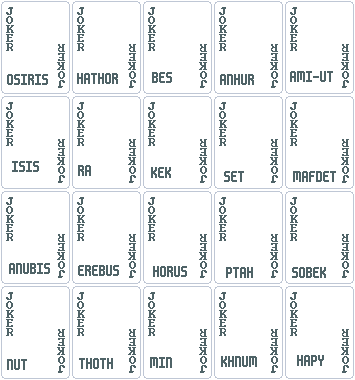 JOKER OSIRIS JOKER
JOKER HATHOR JOKER
JOKER BES JOKER
JOKER ANHUR JOKER
JOKER AMI-UT JOKER
JOKER ISIS JOKER
JOKER RA JOKER
JOKER KEK JOKER
JOKER SET JOKER
JOKER MAFDET JOKER
JOKER ANUBIS JOKER
JOKER EREBUS JOKER
JOKER HORUS JOKER
JOKER PTAH JOKER
JOKER SOBEK JOKER
JOKER NUT JOKER
JOKER THOTH JOKER
JOKER MIN JOKER
JOKER KHNUM JOKER
JOKER HAPY JOKER